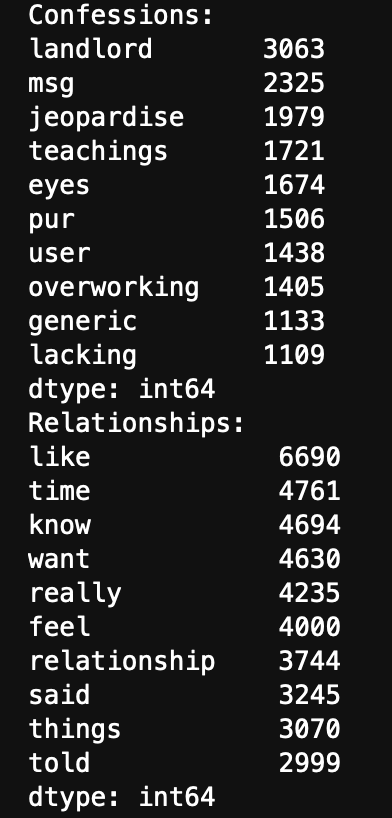 Confessions:
landlord 3063
msg 2325
jeopardise 1979
teachings 1721
eyes 1674
pur 1506
user 1438
overworking 1405
generic 1133
lacking 1109
dtype: int64
Relationships:
like 6690
time 4761
know 4694
want 4630
really 4235
feel 4000
relationship 3744
said 3245
things 3070
told 2999
dtype: int64